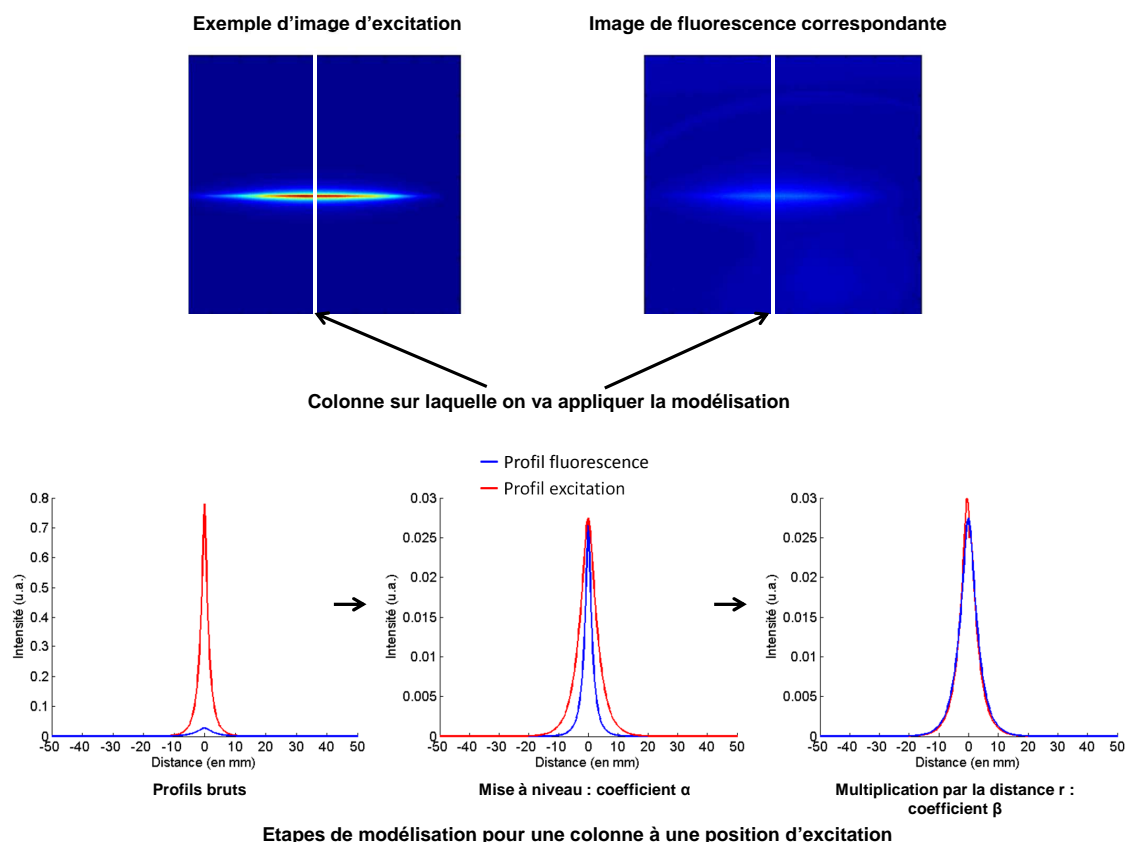 Exemple d'image d'excitation
Image de fluorescence correspondante
Colonne sur laquelle on va appliquer la modélisation
Profil fluorescence
Profil excitation
0.8
0.7
0.6
0.5
0.4
0.3
0.2
0.1
0
Intensité (u.a.)
-50 -40 -30 -20 -10 0 10 20 30 40 50
Distance (en mm)
Profils bruts
0.03
0.025
0.02
0.015
0.01
0.005
0
Intensité (u.a.)
-50 -40 -30 -20 -10 0 10 20 30 40 50
Distance (en mm)
Mise à niveau : coefficient α
0.03
0.025
0.02
0.015
0.01
0.005
0
Intensité (u.a.)
-50 -40 -30 -20 -10 0 10 20 30 40 50
Distance (en mm)
Multiplication par la distance r :
coefficient β
Etapes de modélisation pour une colonne à une position d'excitation